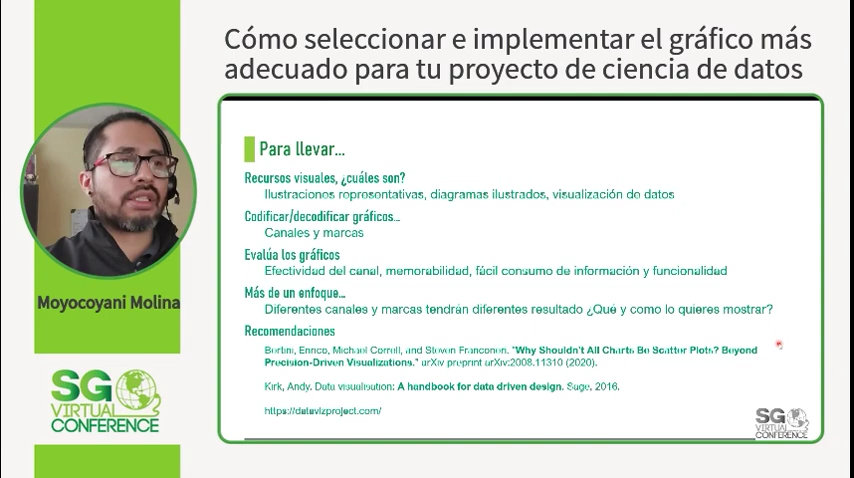 Cómo seleccionar e implementar el gráfico más
adecuado para tu proyecto de ciencia de datos
Para llevar...
Recursos visuales, ¿cuáles son?
Ilustraciones representativas, diagramas ilustrados, visualización de datos
Codificar/decodificar gráficos...
Canales y marcas
Evalúa los gráficos
Efectividad del canal, memorabilidad, fácil consumo de información y funcionalidad
Más de un enfoque...
Diferentes canales y marcas tendrán diferentes resultado ¿Qué y como lo quieres mostrar?
Recomendaciones
Bertini, Enrico, Michael Correll, and Steven Franconeri. "Why Shouldn't All Charts Be Scatter Plots? Beyond
Precision-Driven Visualizations." arXiv preprint arXiv:2008.11310 (2020).
Kirk, Andy. Data visualisation: A handbook for data driven design. Sage, 2016.
https://datavizproject.com/
SG
VIRTUAL
CONFERENCE
Moyocoyani Molina
SG
VIRTUAL
CONFERENCE